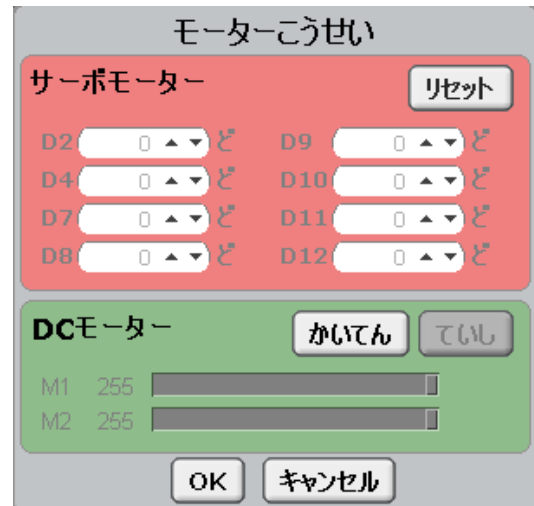 モーターこうせい
サーボモーター リセット
D2 0 ど D9 0 ど
D4 0 ど D10 0 ど
D7 0 ど D11 0 ど
D8 0 ど D12 0 ど
DCモーター かいてん ていし
M1 255
M2 255
OK キャンセル